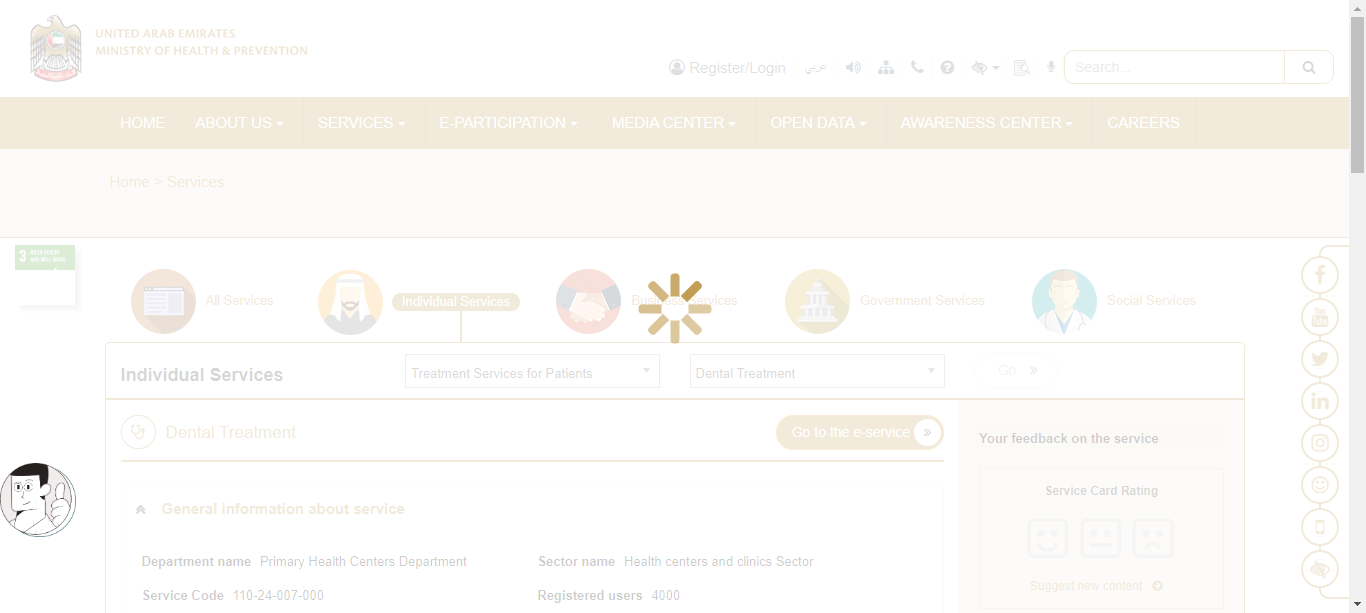 UNITED ARAB EMIRATES
MINISTRY OF HEALTH & PREVENTION
Register/Login عربي Search...
HOME ABOUT US SERVICES E-PARTICIPATION MEDIA CENTER OPEN DATA AWARENESS CENTER CAREERS
Home > Services
3 GOOD HEALTH
AND WELL-BEING
All Services Individual Services Business Services Government Services Social Services
Individual Services Treatment Services for Patients Dental Treatment Go
Dental Treatment Go to the e-service
Your feedback on the service
Service Card Rating
General information about service
Department name Primary Health Centers Department Sector name Health centers and clinics Sector
Suggest new content
Service Code 110-24-007-000 Registered users 4000